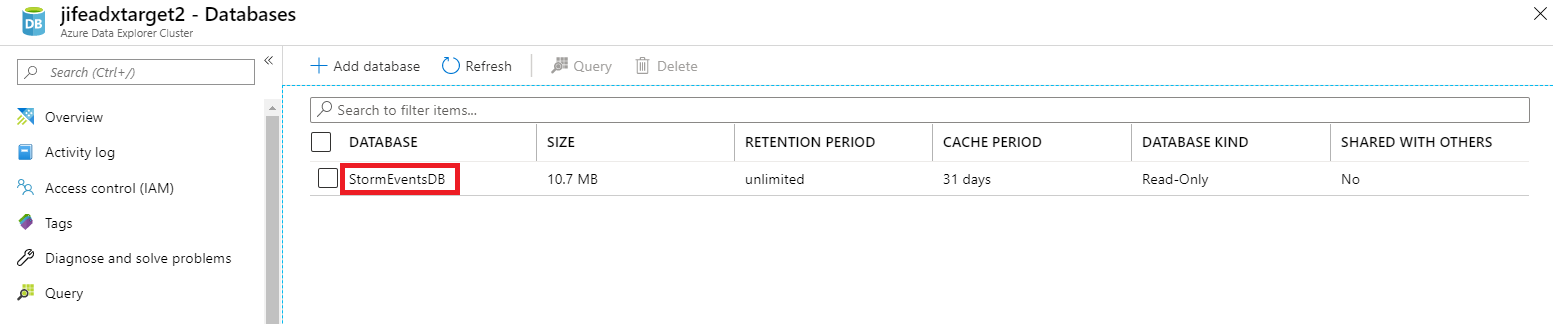 DB
jifeadxtarget2 - Databases
Azure Data Explorer Cluster
Search (Ctrl+/)
Overview
Activity log
Access control (IAM)
Tags
Diagnose and solve problems
Query
Add database Refresh Query Delete
Search to filter items...
DATABASE SIZE RETENTION PERIOD CACHE PERIOD DATABASE KIND SHARED WITH OTHERS
StormEventsDB 10.7 MB unlimited 31 days Read-Only No